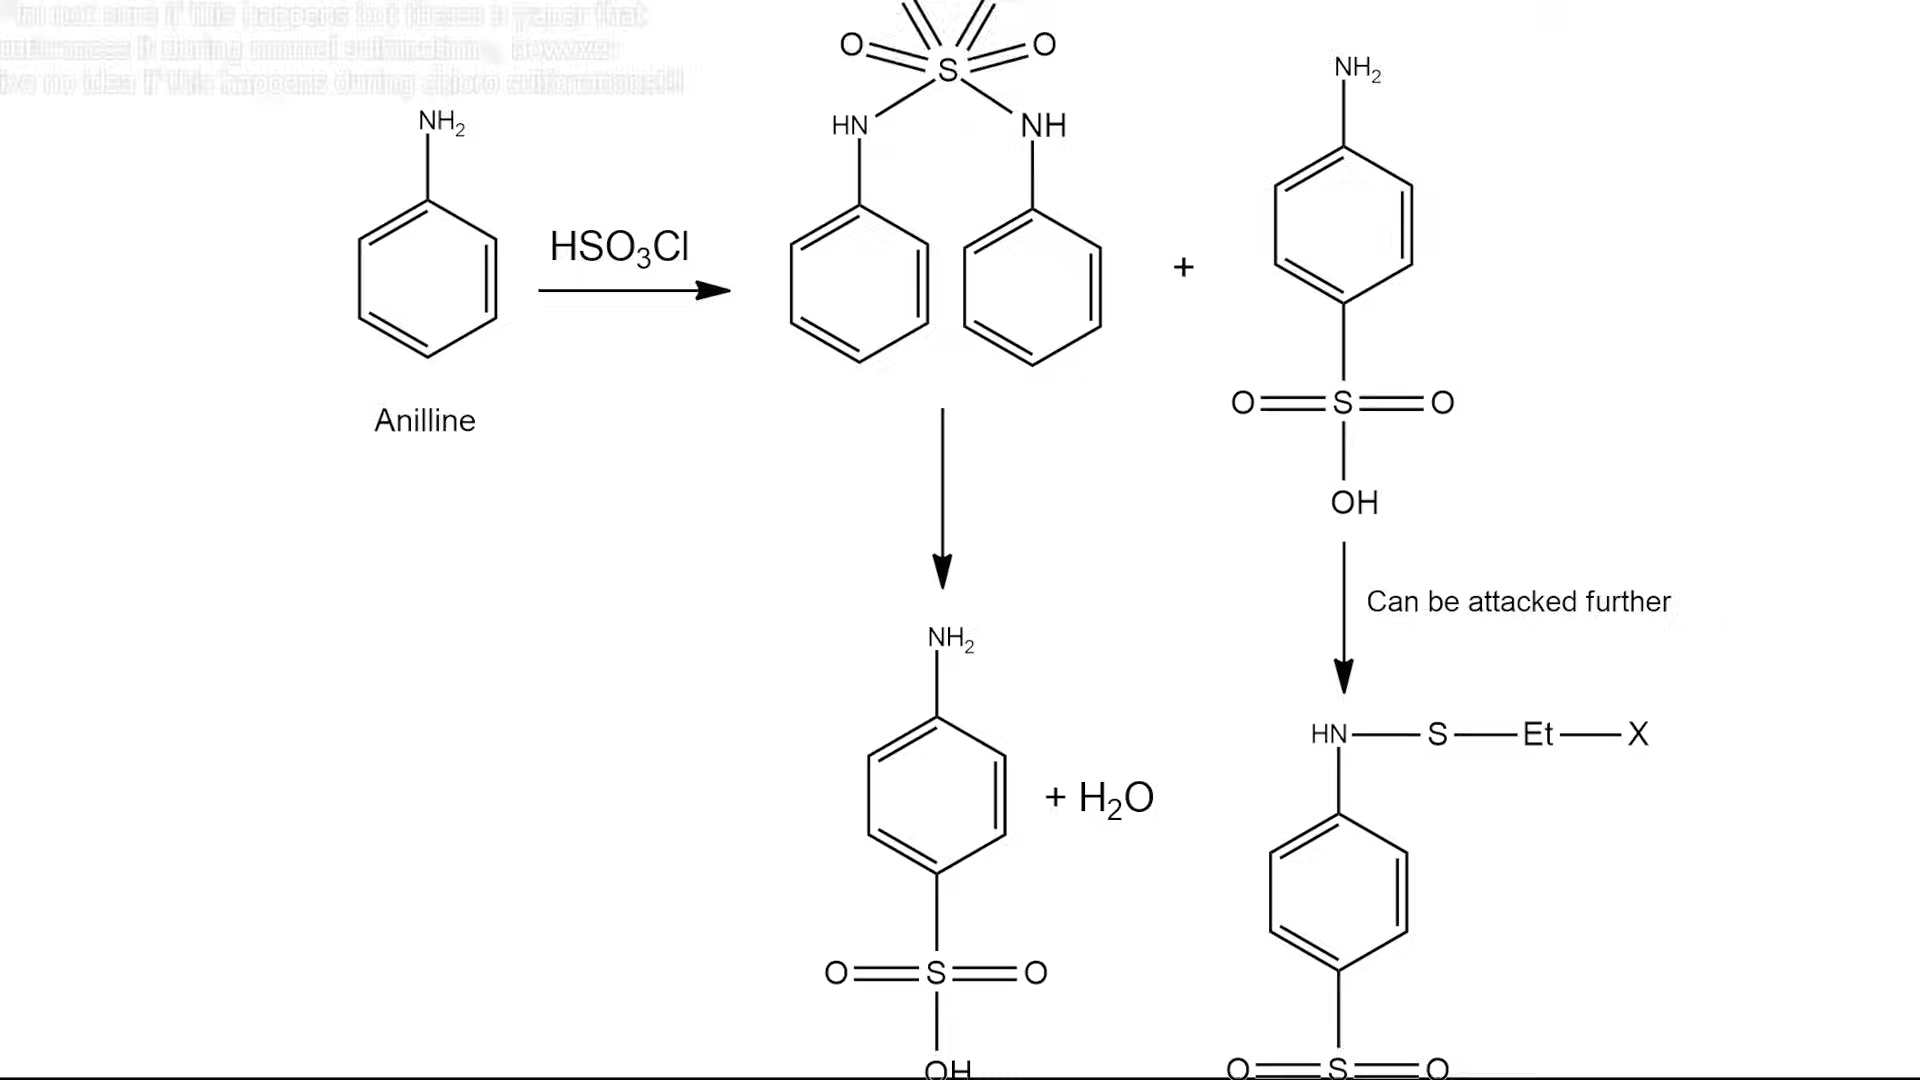 NH2
HSO3Cl
Anilline
O
S
O
HN
NH
+
NH2
O
S
O
OH
Can be attacked further
NH2
+ H2O
O
S
O
OH
HN
S
Et
X
O
S
O